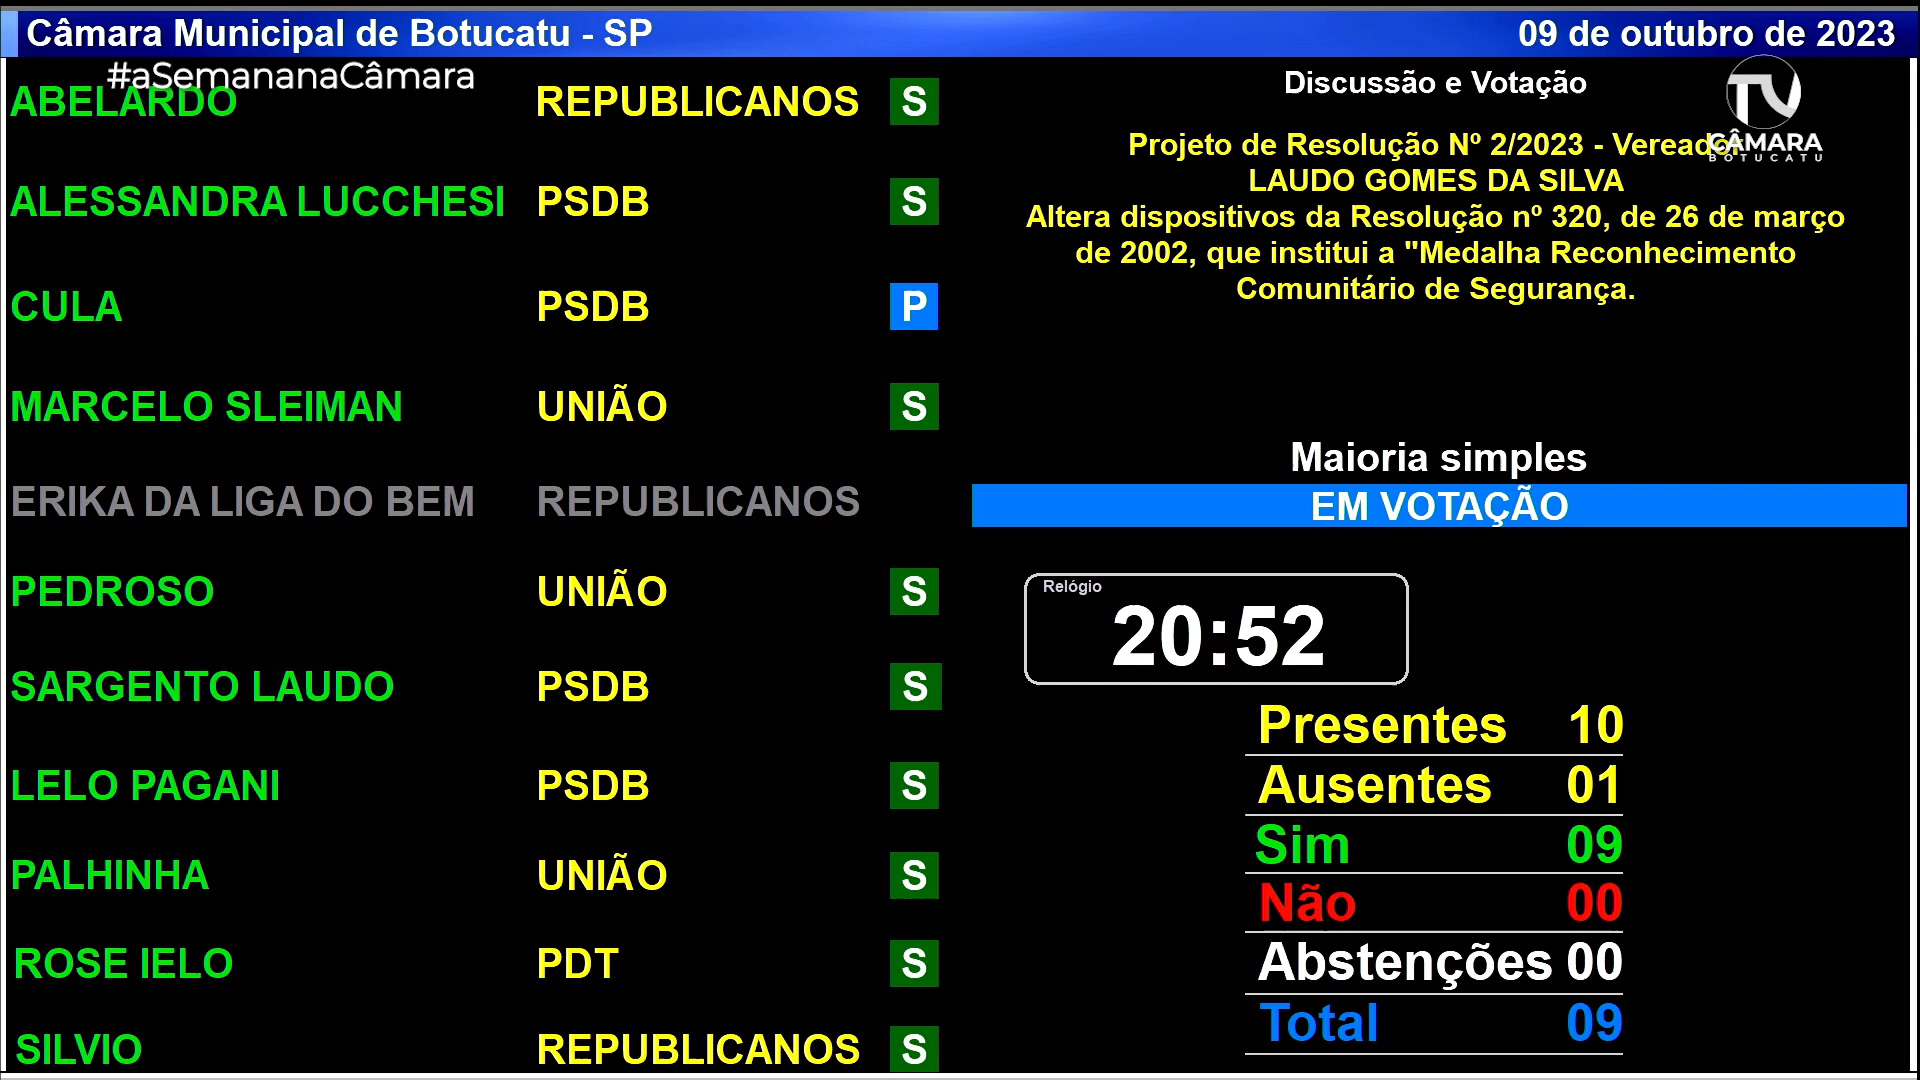 Câmara Municipal de Botucatu - SP 09 de outubro de 2023
#aSemananaCâmara
ABELARDO REPUBLICANOS S
ALESSANDRA LUCCHESI PSDB S
CULA PSDB P
MARCELO SLEIMAN UNIÃO S
ERIKA DA LIGA DO BEM REPUBLICANOS
PEDROSO UNIÃO S
SARGENTO LAUDO PSDB S
LELO PAGANI PSDB S
PALHINHA UNIÃO S
ROSE IELO PDT S
SILVIO REPUBLICANOS S
Discussão e Votação
TV
CÂMARA
BOTUCATU
Projeto de Resolução Nº 2/2023 - Vereador
LAUDO GOMES DA SILVA
Altera dispositivos da Resolução nº 320, de 26 de março
de 2002, que institui a "Medalha Reconhecimento
Comunitário de Segurança.
Maioria simples
EM VOTAÇÃO
Relógio
20:52
Presentes 10
Ausentes 01
Sim 09
Não 00
Abstenções 00
Total 09